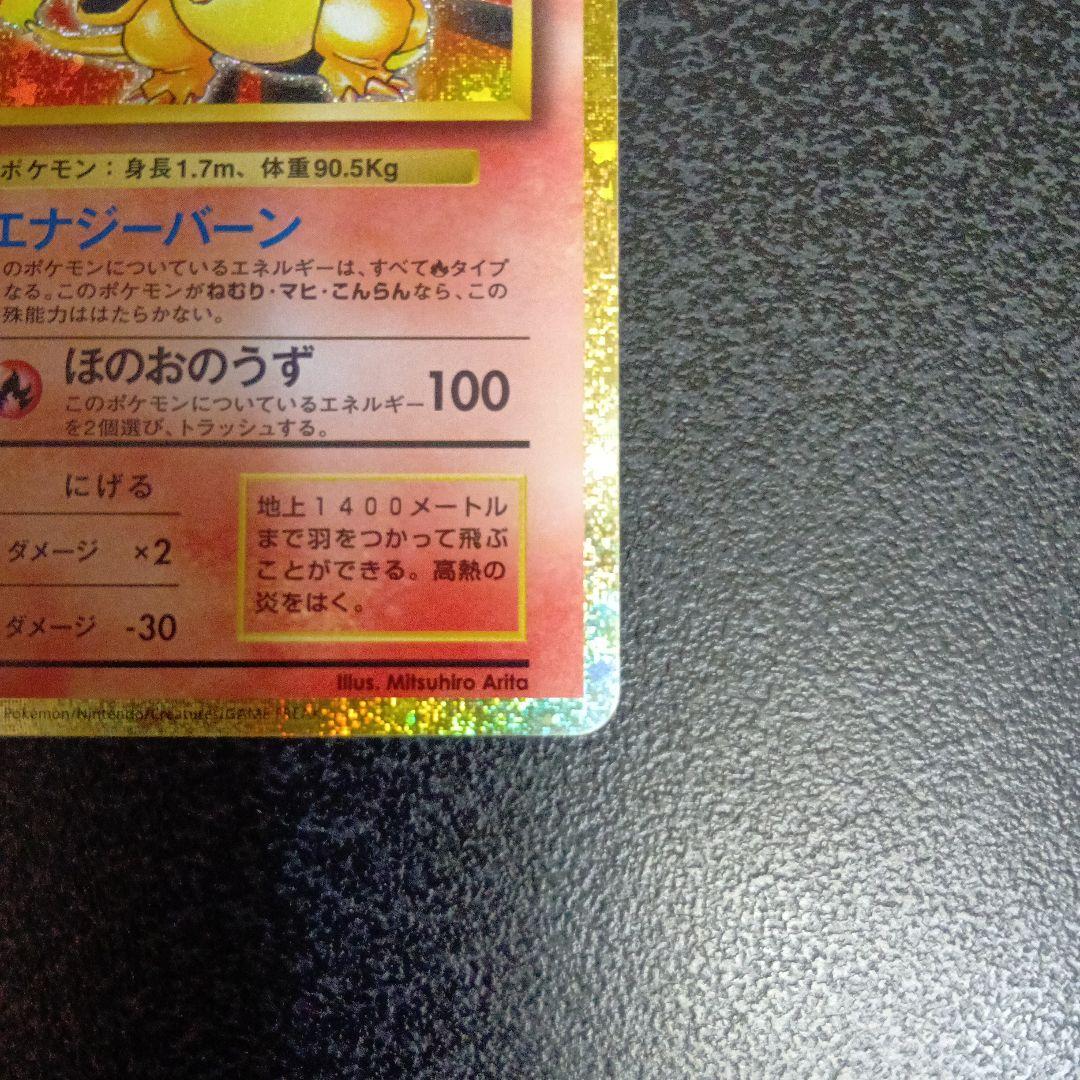 ポケモン：身長1.7m、体重90.5Kg
エナジーバーン
のポケモンについているエネルギーは、すべて🔥タイプ
なる。このポケモンがねむり・マヒ・こんらんなら、この
殊能力ははたらかない。
ほのおのうず 100
このポケモンについているエネルギー
を2個選び、トラッシュする。
にげる
ダメージ ×2
ダメージ -30
地上1400メートル
まで羽をつかって飛ぶ
ことができる。高熱の
炎をはく。
Illus. Mitsuhiro Arita
Pokémon/Nintendo/Creatures/GAME FREAK